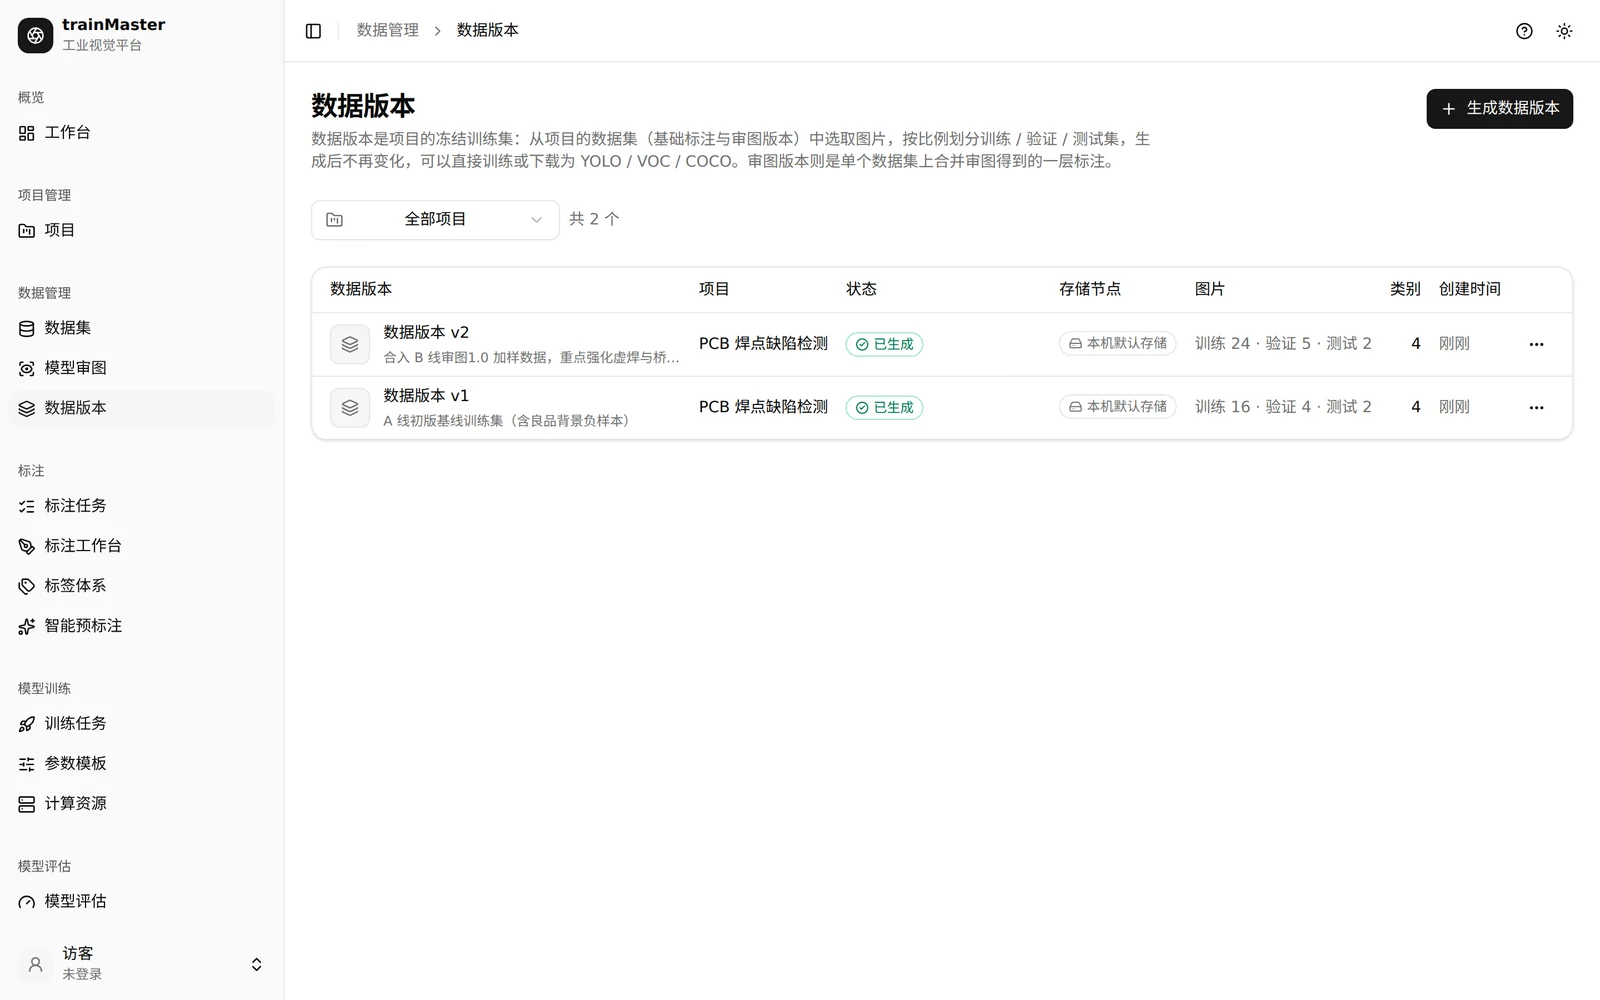 trainMaster
工业视觉平台
概览
工作台
项目管理
项目
数据管理
数据集
模型审图
数据版本
标注
标注任务
标注工作台
标签体系
智能预标注
模型训练
训练任务
参数模板
计算资源
模型评估
模型评估
访客
未登录
数据管理 > 数据版本
数据版本
生成数据版本
数据版本是项目的冻结训练集：从项目的数据集（基础标注与审图版本）中选取图片，按比例划分训练 / 验证 / 测试集，生
成后不再变化，可以直接训练或下载为 YOLO / VOC / COCO。审图版本则是单个数据集上合并审图得到的一层标注。
全部项目 共 2 个
数据版本 项目 状态 存储节点 图片 类别 创建时间
数据版本 v2
合入 B 线审图1.0 加样数据，重点强化虚焊与桥…
PCB 焊点缺陷检测 已生成 本机默认存储 训练 24 · 验证 5 · 测试 2 4 刚刚
数据版本 v1
A 线初版基线训练集（含良品背景负样本）
PCB 焊点缺陷检测 已生成 本机默认存储 训练 16 · 验证 4 · 测试 2 4 刚刚